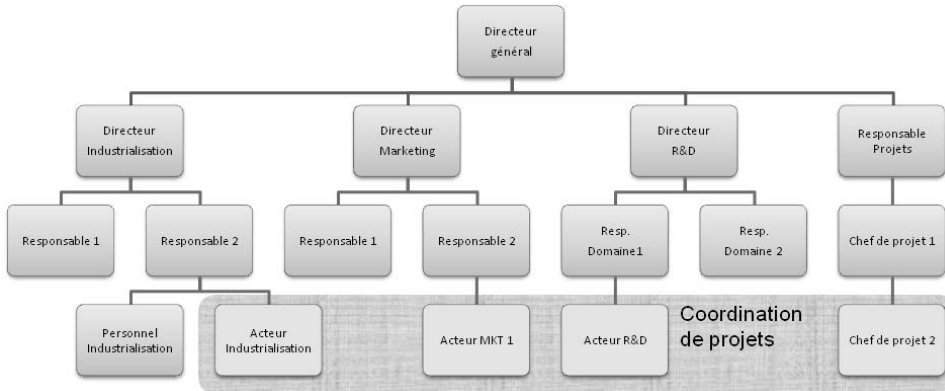 Directeur
général
Directeur
Industrialisation
Directeur
Marketing
Directeur
R&D
Responsable
Projets
Responsable 1
Responsable 2
Responsable 1
Responsable 2
Resp.
Domaine1
Resp.
Domaine 2
Chef de projet 1
Personnel
Industrialisation
Acteur
Industrialisation
Acteur MKT 1
Acteur R&D
Coordination
de projets
Chef de projet 2